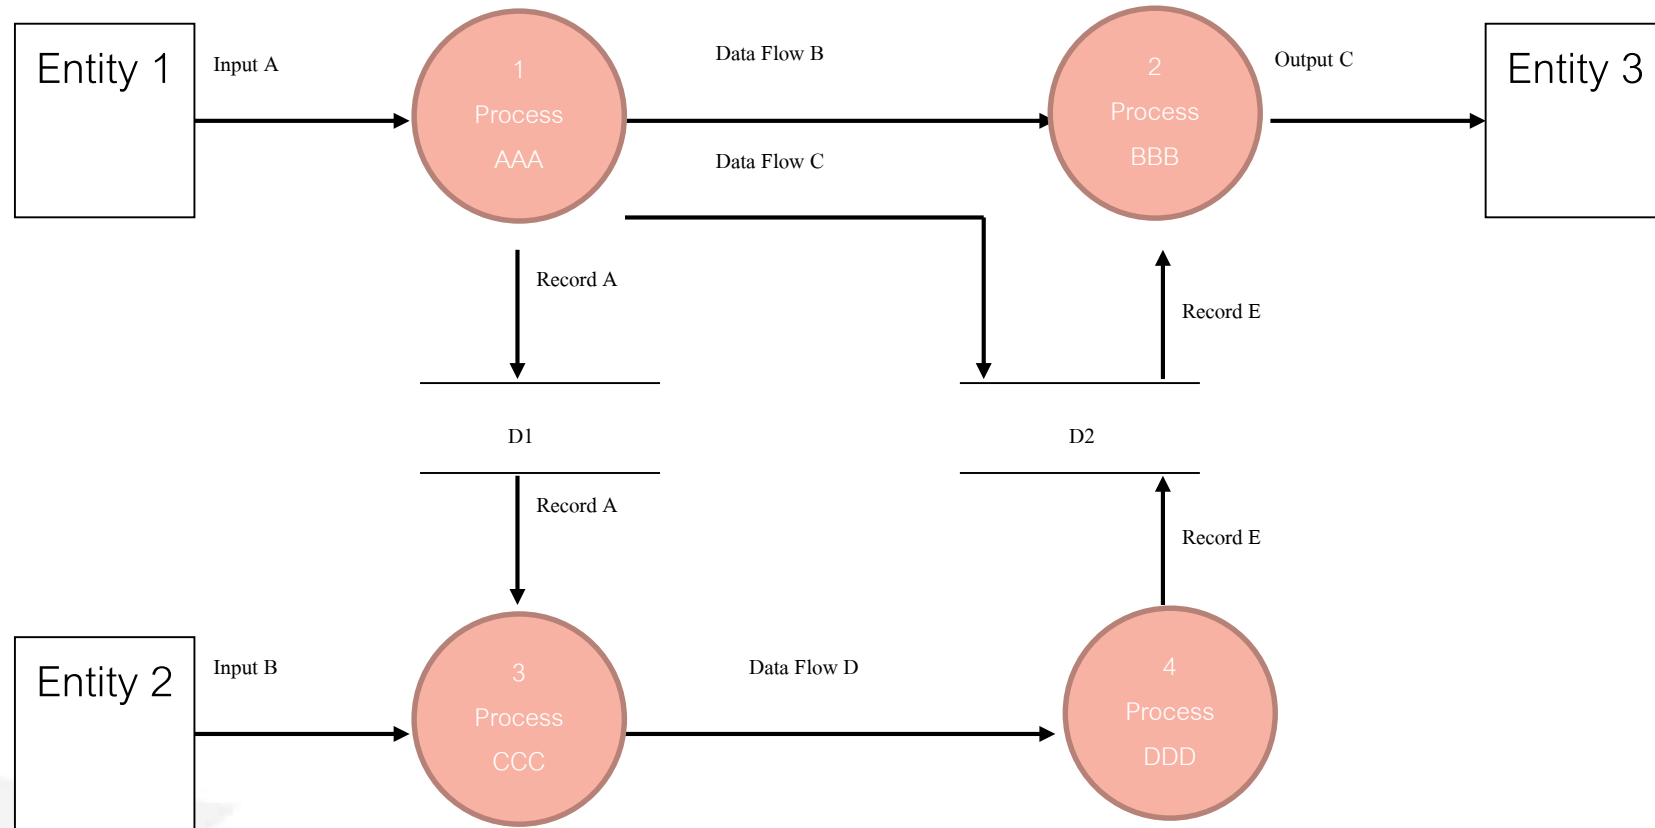 Entity 1
Input A
1
Process
AAA
Data Flow B
Data Flow C
2
Process
BBB
Output C
Entity 3
Record A
Record E
D1
D2
Record A
Record E
Entity 2
Input B
3
Process
CCC
Data Flow D
4
Process
DDD